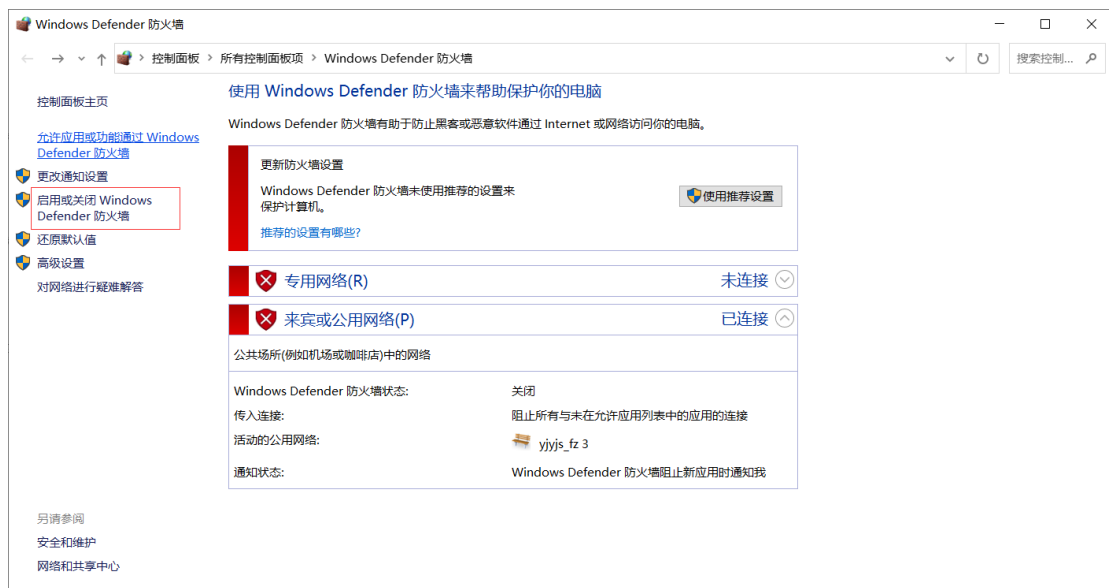 Windows Defender 防火墙
控制面板 > 所有控制面板项 > Windows Defender 防火墙
搜索控制...
控制面板主页
允许应用或功能通过 Windows
Defender 防火墙
更改通知设置
启用或关闭 Windows
Defender 防火墙
还原默认值
高级设置
对网络进行疑难解答
使用 Windows Defender 防火墙来帮助保护你的电脑
Windows Defender 防火墙有助于防止黑客或恶意软件通过 Internet 或网络访问你的电脑。
更新防火墙设置
Windows Defender 防火墙未使用推荐的设置来
保护计算机。
使用推荐设置
推荐的设置有哪些?
专用网络(R) 未连接
来宾或公用网络(P) 已连接
公共场所(例如机场或咖啡店)中的网络
Windows Defender 防火墙状态: 关闭
传入连接: 阻止所有与未在允许应用列表中的应用的连接
活动的公用网络: yjyjs_fz 3
通知状态: Windows Defender 防火墙阻止新应用时通知我
另请参阅
安全和维护
网络和共享中心